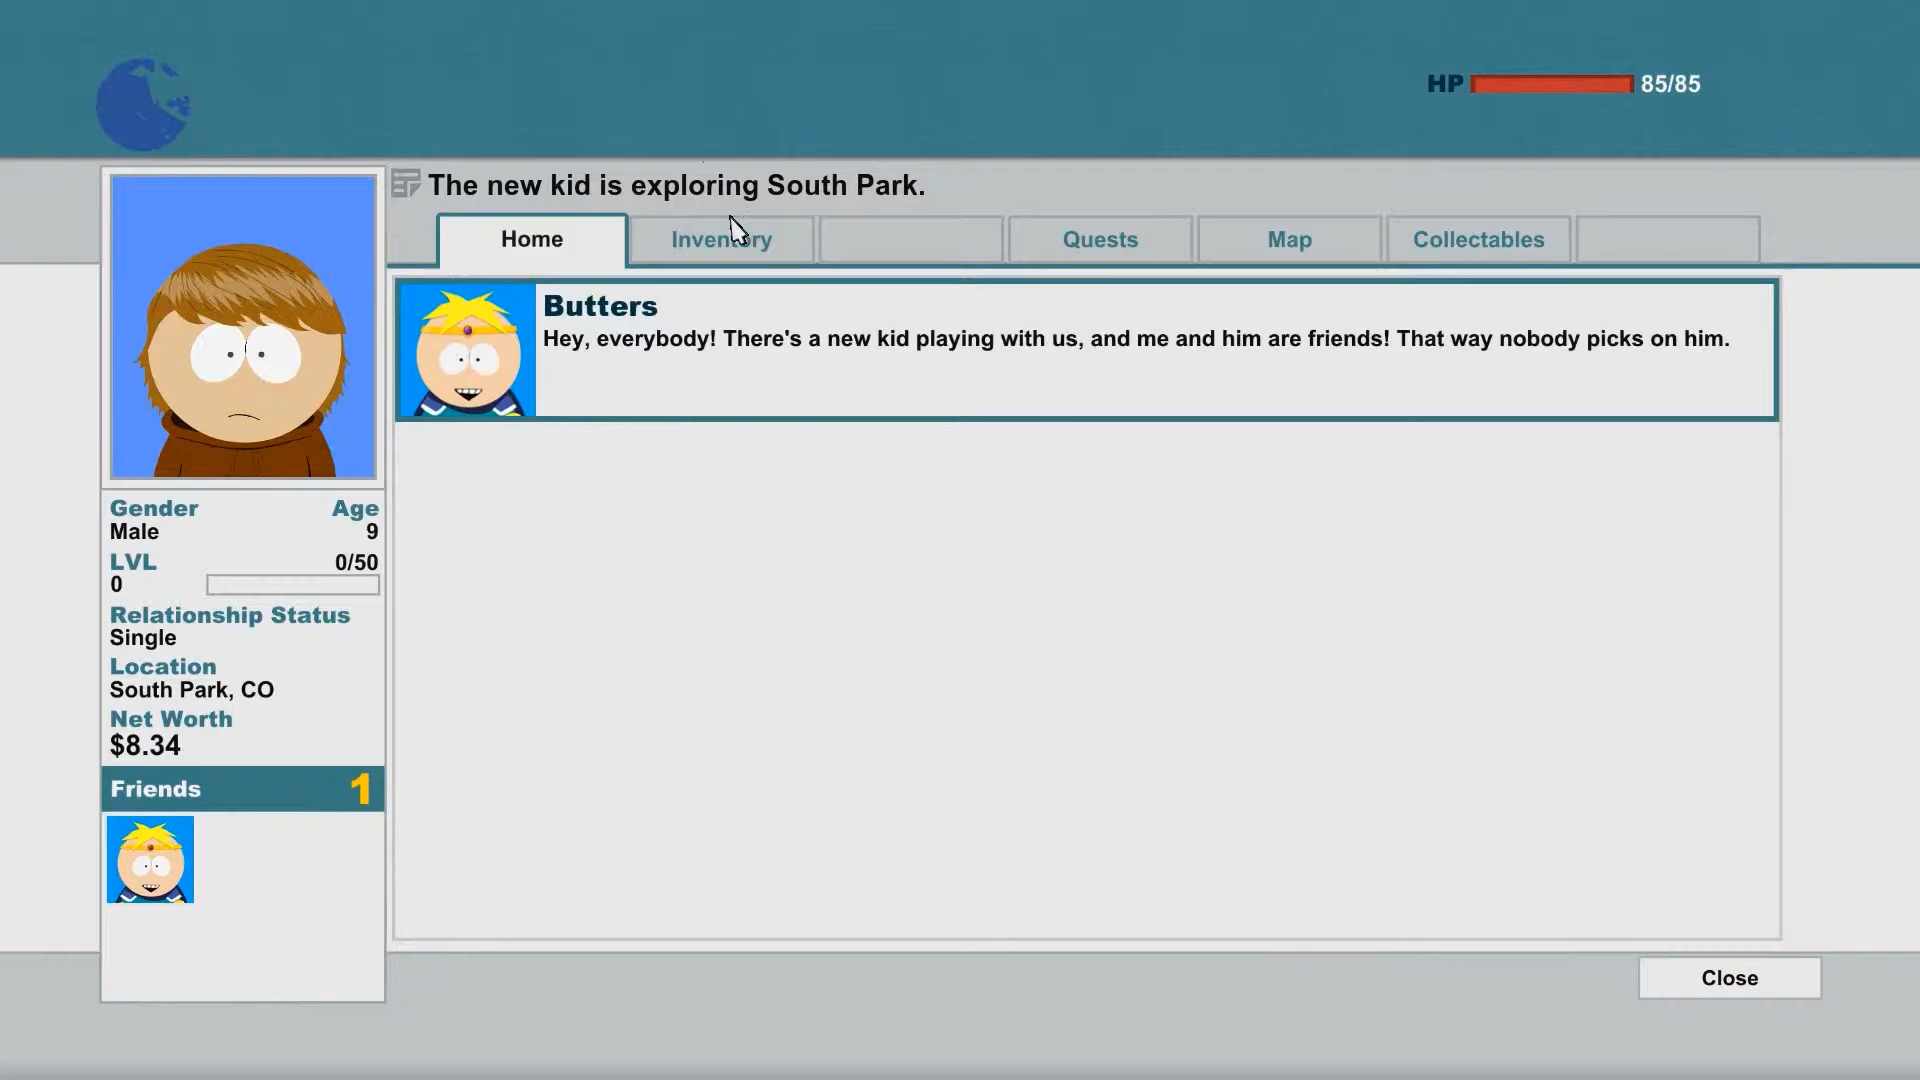 HP 85/85
The new kid is exploring South Park.
Home Inventory Quests Map Collectables
Butters
Hey, everybody! There's a new kid playing with us, and me and him are friends! That way nobody picks on him.
Gender Age
Male 9
LVL 0/50
0
Relationship Status
Single
Location
South Park, CO
Net Worth
$8.34
Friends 1
Close